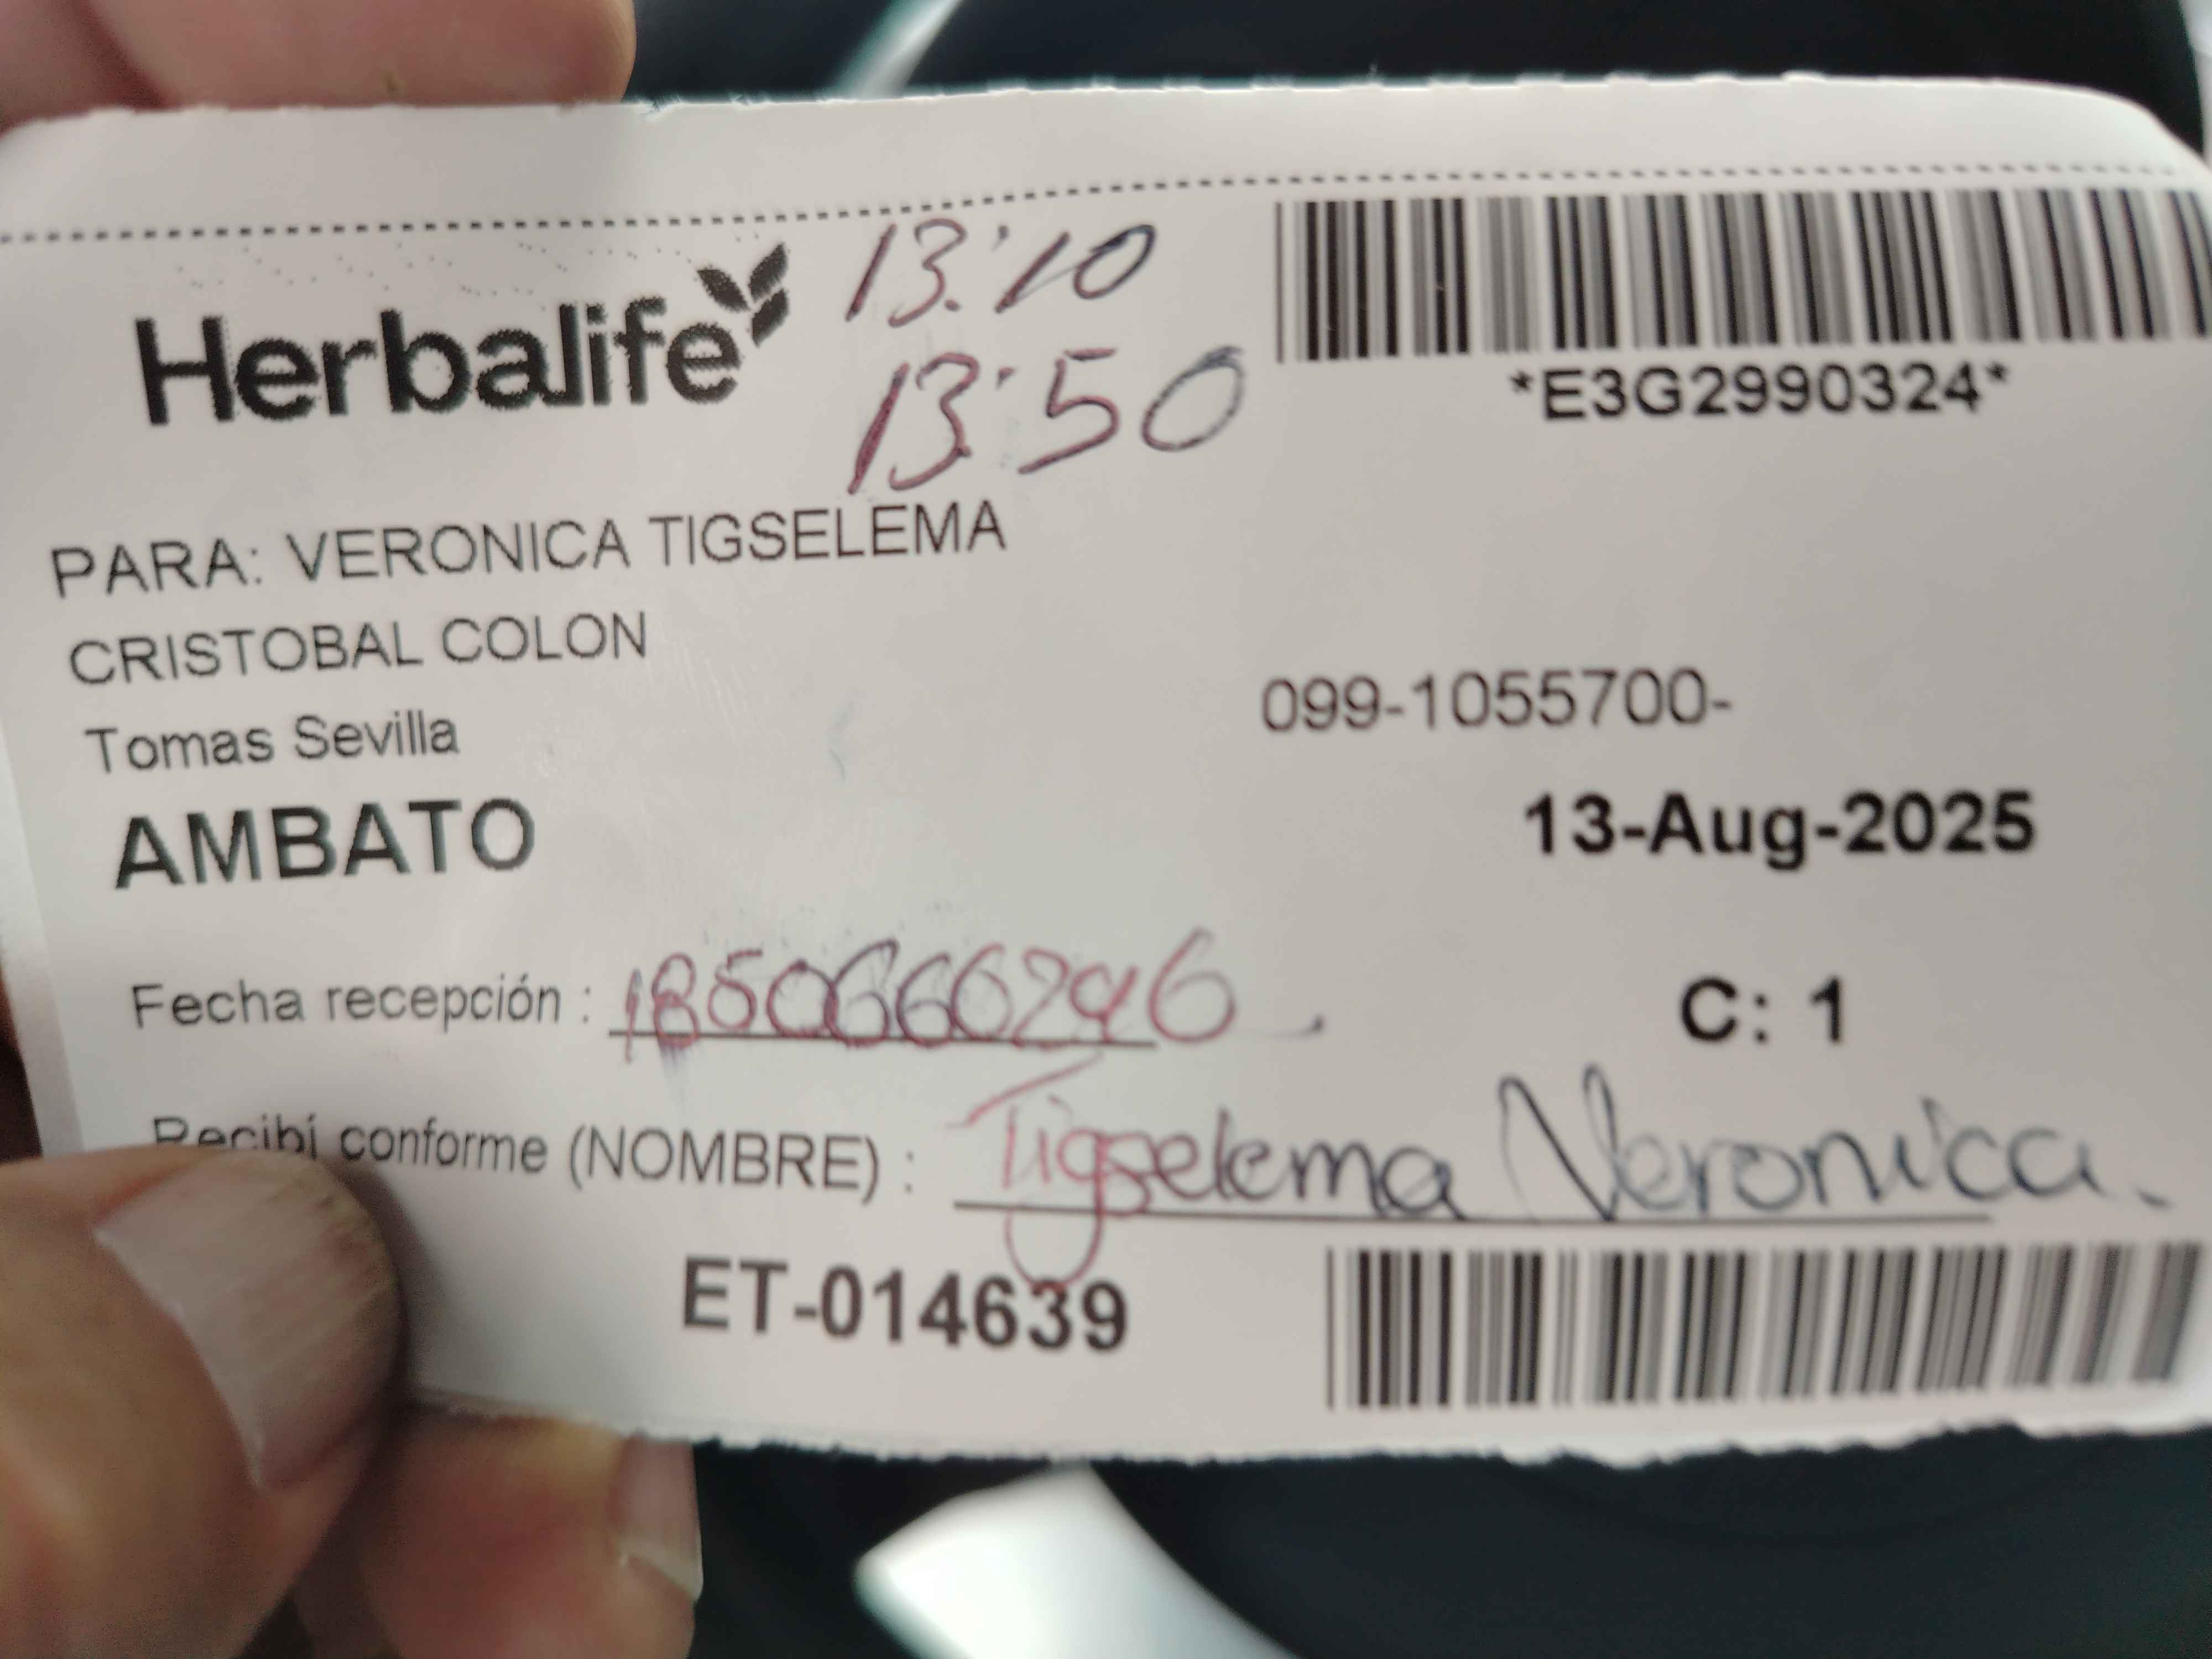 Herbalife
13:10
13:50
*E3G2990324*
PARA: VERONICA TIGSELEMA
CRISTOBAL COLON
Tomas Sevilla
099-1055700-
AMBATO
13-Aug-2025
Fecha recepción : 1850660296
C: 1
Recibí conforme (NOMBRE) : Tigselema Veronica.
ET-014639